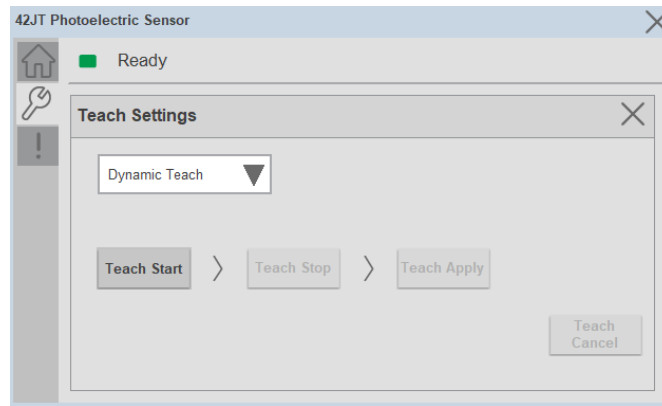 42JT Photoelectric Sensor
Ready
Teach Settings
Dynamic Teach
Teach Start
Teach Stop
Teach Apply
Teach
Cancel